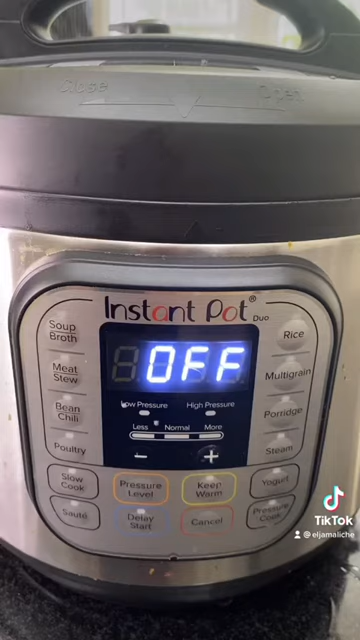 Close
Open
Instant Pot®
Duo
OFF
Low Pressure
High Pressure
Less
Normal
More
−
+
Soup
Broth
Meat
Stew
Bean
Chili
Poultry
Slow
Cook
Sauté
Pressure
Level
Keep
Warm
Delay
Start
Cancel
Rice
Multigrain
Porridge
Steam
Yogurt
Pressure
Cook
TikTok
@eljamaliche